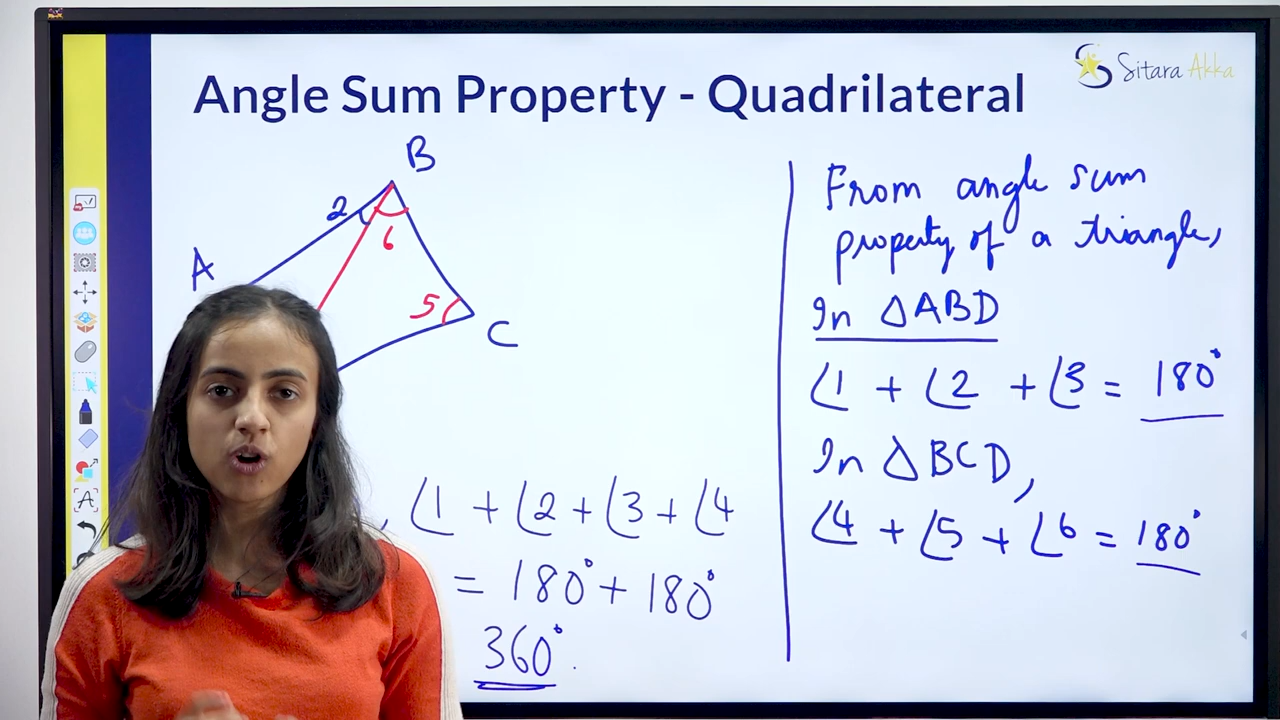 Sitara Akka
Angle Sum Property - Quadrilateral
B
2
6
A
5
C
From angle sum
property of a triangle,
In △ABD
∠1 + ∠2 + ∠3 = 180°
In △BCD,
∠4 + ∠5 + ∠6 = 180°
, ∠1 + ∠2 + ∠3 + ∠4
= 180° + 180°
360°.